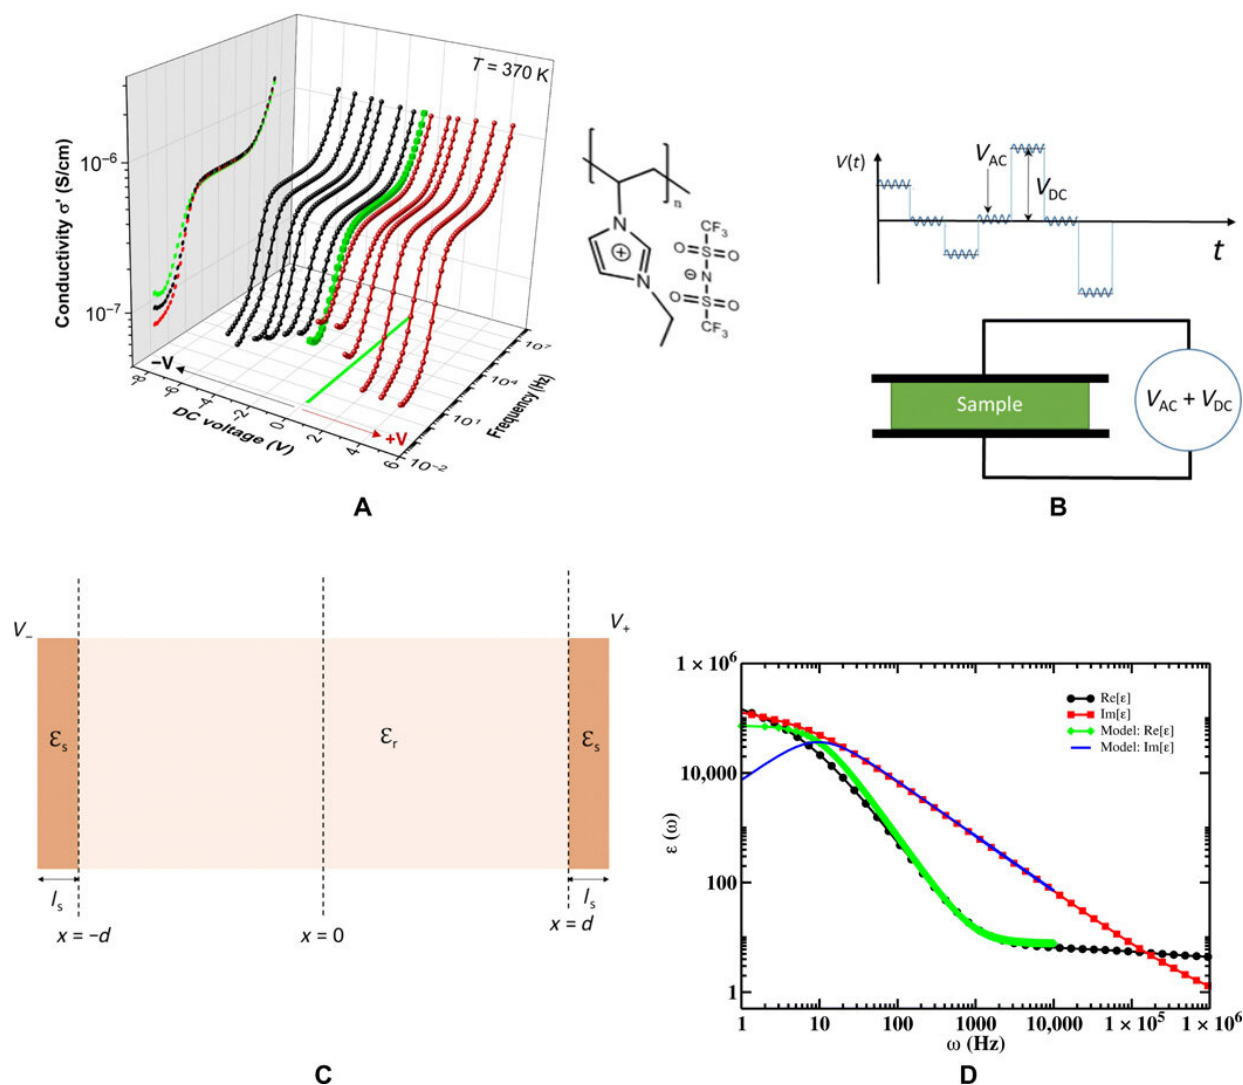 T = 370 K
Conductivity σ' (S/cm)
10⁻⁶
10⁻⁷
−V
+V
−8
−6
−4
−2
0
2
4
6
DC voltage (V)
10⁻²
10¹
10⁴
10⁷
Frequency (Hz)
n
+
N
N
CF₃
O=S=O
⊖N
O=S=O
CF₃
A
V(t)
V_AC
V_DC
t
Sample
V_AC + V_DC
B
V₋
V₊
ε_s
ε_r
ε_s
l_s
l_s
x = −d
x = 0
x = d
C
1 × 10⁶
10,000
100
1
ε (ω)
Re[ε]
Im[ε]
Model: Re[ε]
Model: Im[ε]
1
10
100
1000
10,000
1 × 10⁵
1 × 10⁶
ω (Hz)
D